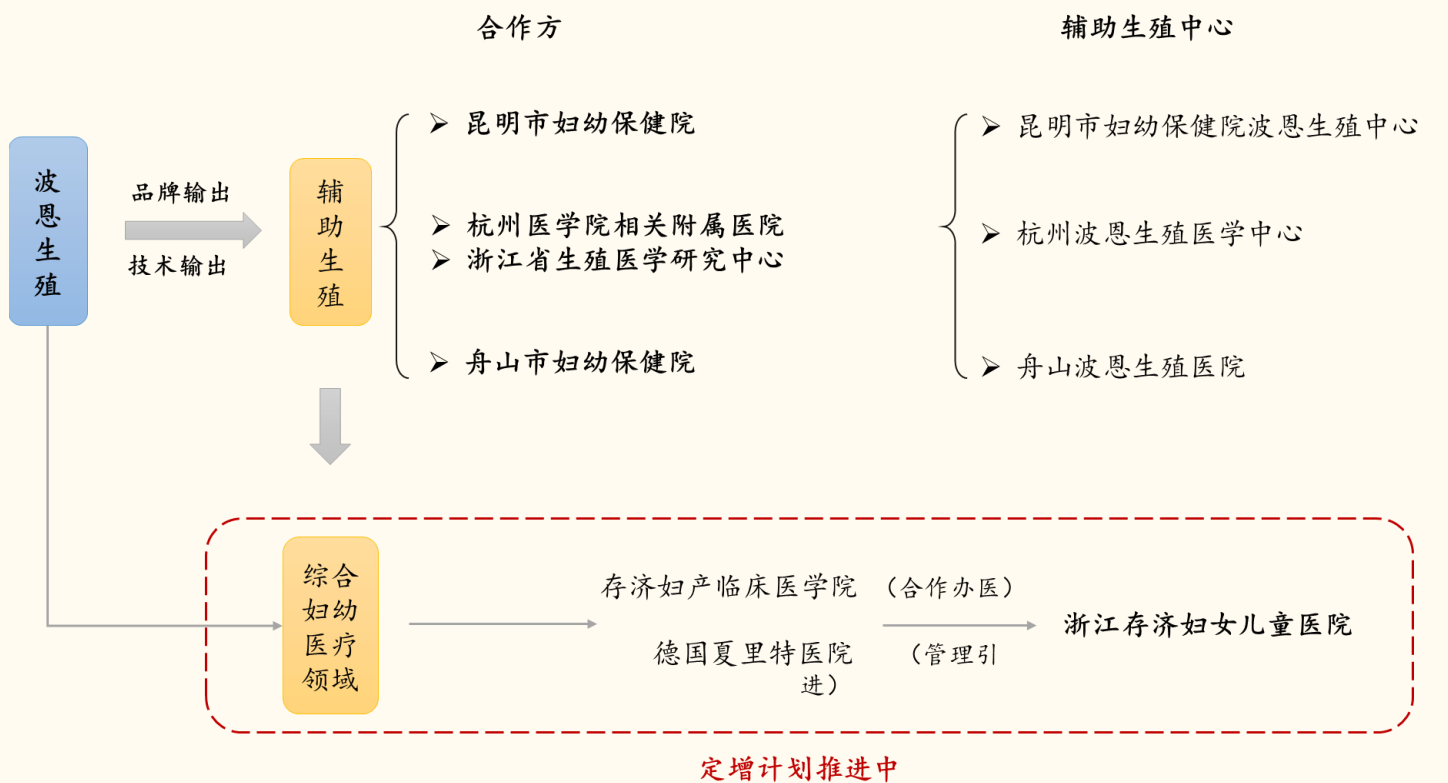 合作方
辅助生殖中心
波恩生殖
品牌输出
技术输出
辅助生殖
➢ 昆明市妇幼保健院
➢ 杭州医学院相关附属医院
➢ 浙江省生殖医学研究中心
➢ 舟山市妇幼保健院
➢ 昆明市妇幼保健院波恩生殖中心
➢ 杭州波恩生殖医学中心
➢ 舟山波恩生殖医院
综合
妇幼
医疗
领域
存济妇产临床医学院 （合作办医）
德国夏里特医院 （管理引
进）
浙江存济妇女儿童医院
定增计划推进中